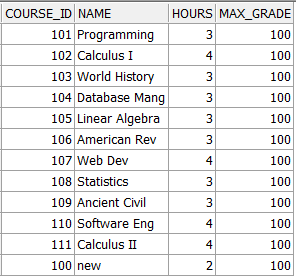 COURSE_ID NAME HOURS MAX_GRADE
101 Programming 3 100
102 Calculus I 4 100
103 World History 3 100
104 Database Mang 3 100
105 Linear Algebra 3 100
106 American Rev 3 100
107 Web Dev 4 100
108 Statistics 3 100
109 Ancient Civil 3 100
110 Software Eng 4 100
111 Calculus II 4 100
100 new 2 100